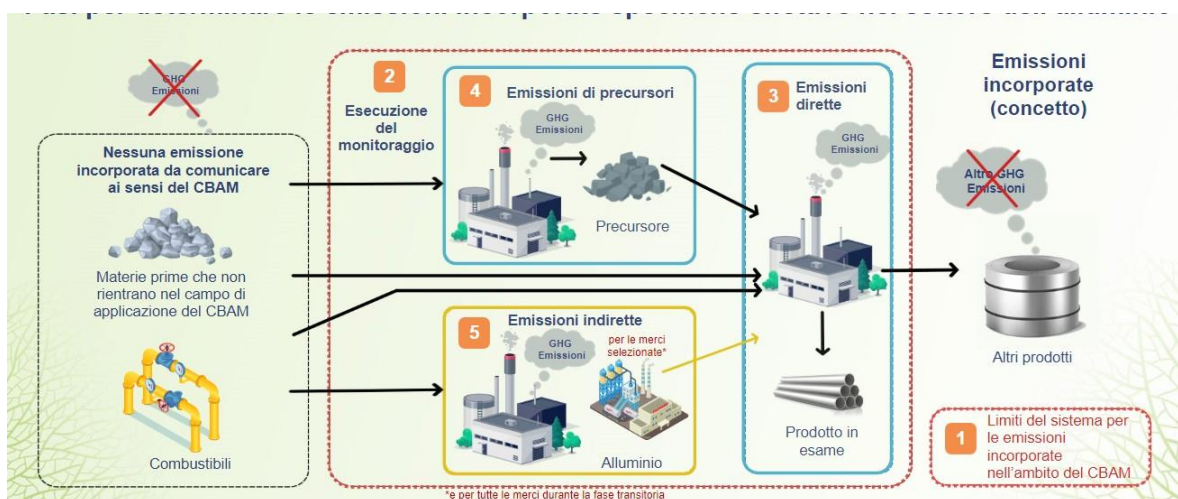 GHG
Emissioni
Nessuna emissione
incorporata da comunicare
ai sensi del CBAM
Materie prime che non
rientrano nel campo di
applicazione del CBAM
Combustibili
2
Esecuzione
del
monitoraggio
4
Emissioni di precursori
GHG
Emissioni
Precursore
5
Emissioni indirette
GHG
Emissioni
per le merci
selezionate*
Alluminio
3
Emissioni
dirette
GHG
Emissioni
Prodotto in
esame
Emissioni
incorporate
(concetto)
Altro GHG
Emissioni
Altri prodotti
1
Limiti del sistema per
le emissioni
incorporate
nell'ambito del CBAM
*e per tutte le merci durante la fase transitoria